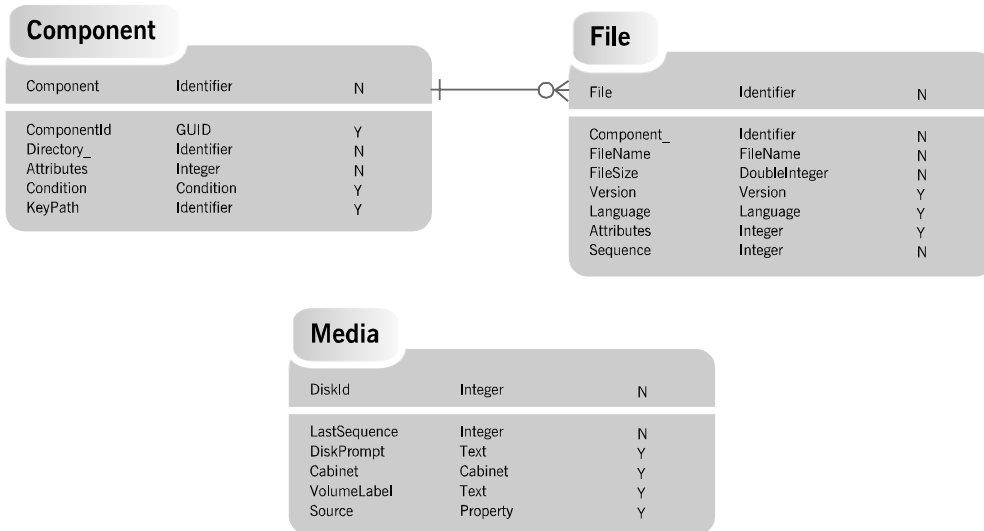 Component
Component Identifier N
ComponentId GUID Y
Directory_ Identifier N
Attributes Integer N
Condition Condition Y
KeyPath Identifier Y
File
File Identifier N
Component_ Identifier N
FileName FileName N
FileSize DoubleInteger N
Version Version Y
Language Language Y
Attributes Integer Y
Sequence Integer N
Media
DiskId Integer N
LastSequence Integer N
DiskPrompt Text Y
Cabinet Cabinet Y
VolumeLabel Text Y
Source Property Y